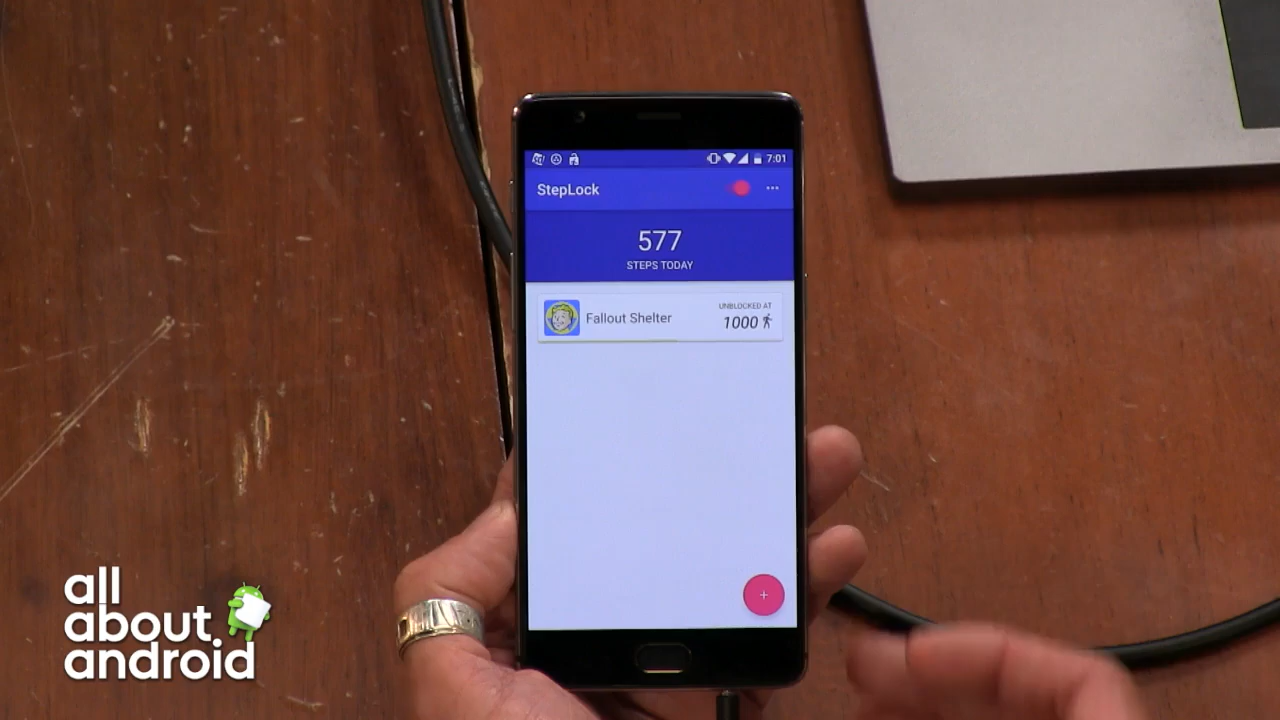 7:01
StepLock
577
STEPS TODAY
Fallout Shelter
UNBLOCKED AT
1000
all
about
android